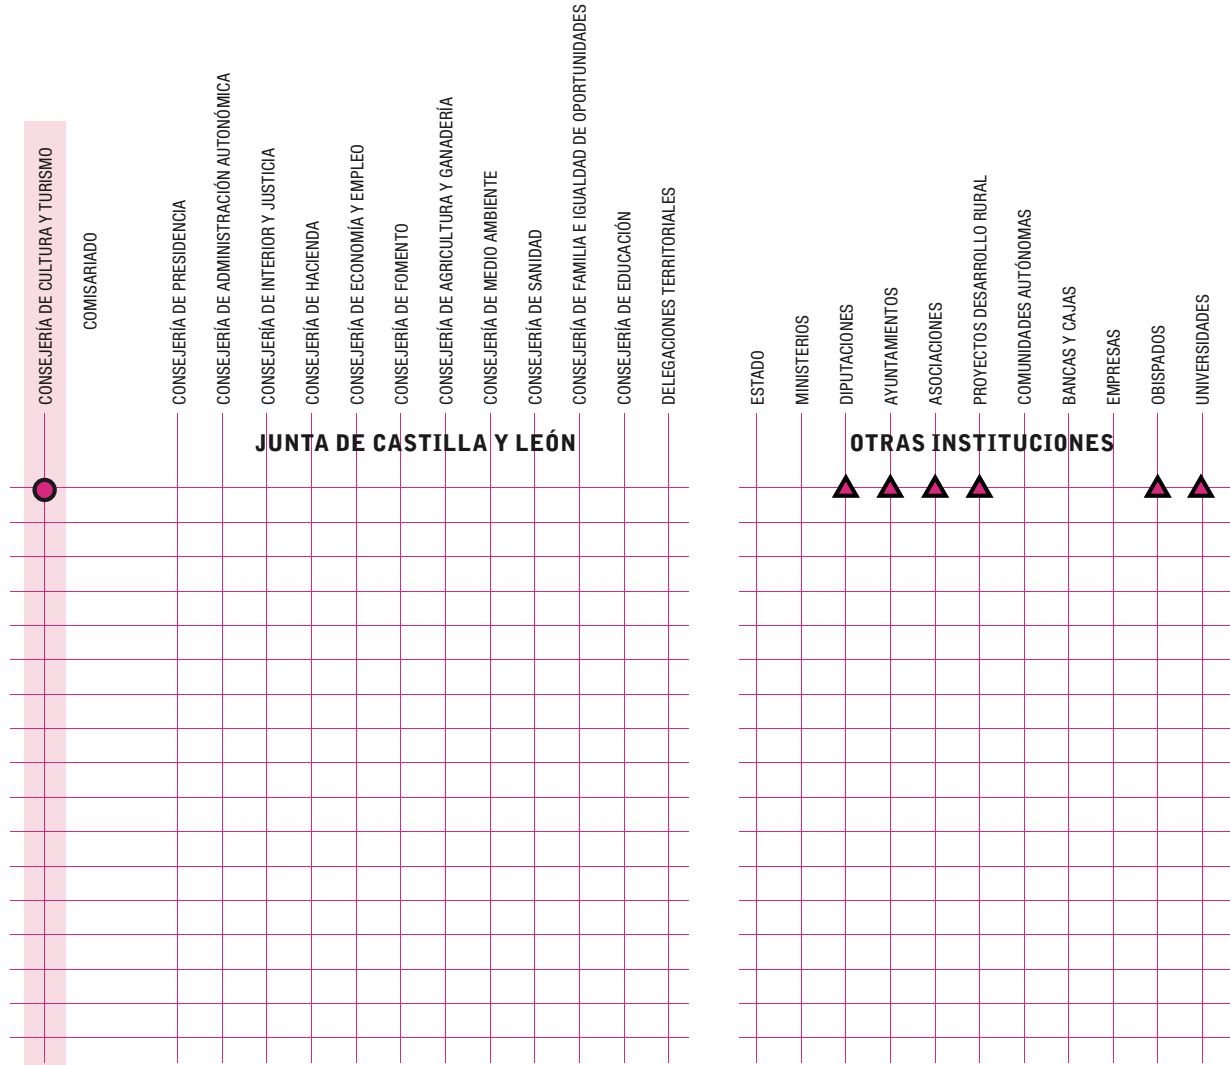 CONSEJERÍA DE CULTURA Y TURISMO
COMISARIADO
CONSEJERÍA DE PRESIDENCIA
CONSEJERÍA DE ADMINISTRACIÓN AUTONÓMICA
CONSEJERÍA DE INTERIOR Y JUSTICIA
CONSEJERÍA DE HACIENDA
CONSEJERÍA DE ECONOMÍA Y EMPLEO
CONSEJERÍA DE FOMENTO
CONSEJERÍA DE AGRICULTURA Y GANADERÍA
CONSEJERÍA DE MEDIO AMBIENTE
CONSEJERÍA DE SANIDAD
CONSEJERÍA DE FAMILIA E IGUALDAD DE OPORTUNIDADES
CONSEJERÍA DE EDUCACIÓN
DELEGACIONES TERRITORIALES
ESTADO
MINISTERIOS
DIPUTACIONES
AYUNTAMIENTOS
ASOCIACIONES
PROYECTOS DESARROLLO RURAL
COMUNIDADES AUTÓNOMAS
BANCAS Y CAJAS
EMPRESAS
OBISPADOS
UNIVERSIDADES
JUNTA DE CASTILLA Y LEÓN
OTRAS INSTITUCIONES